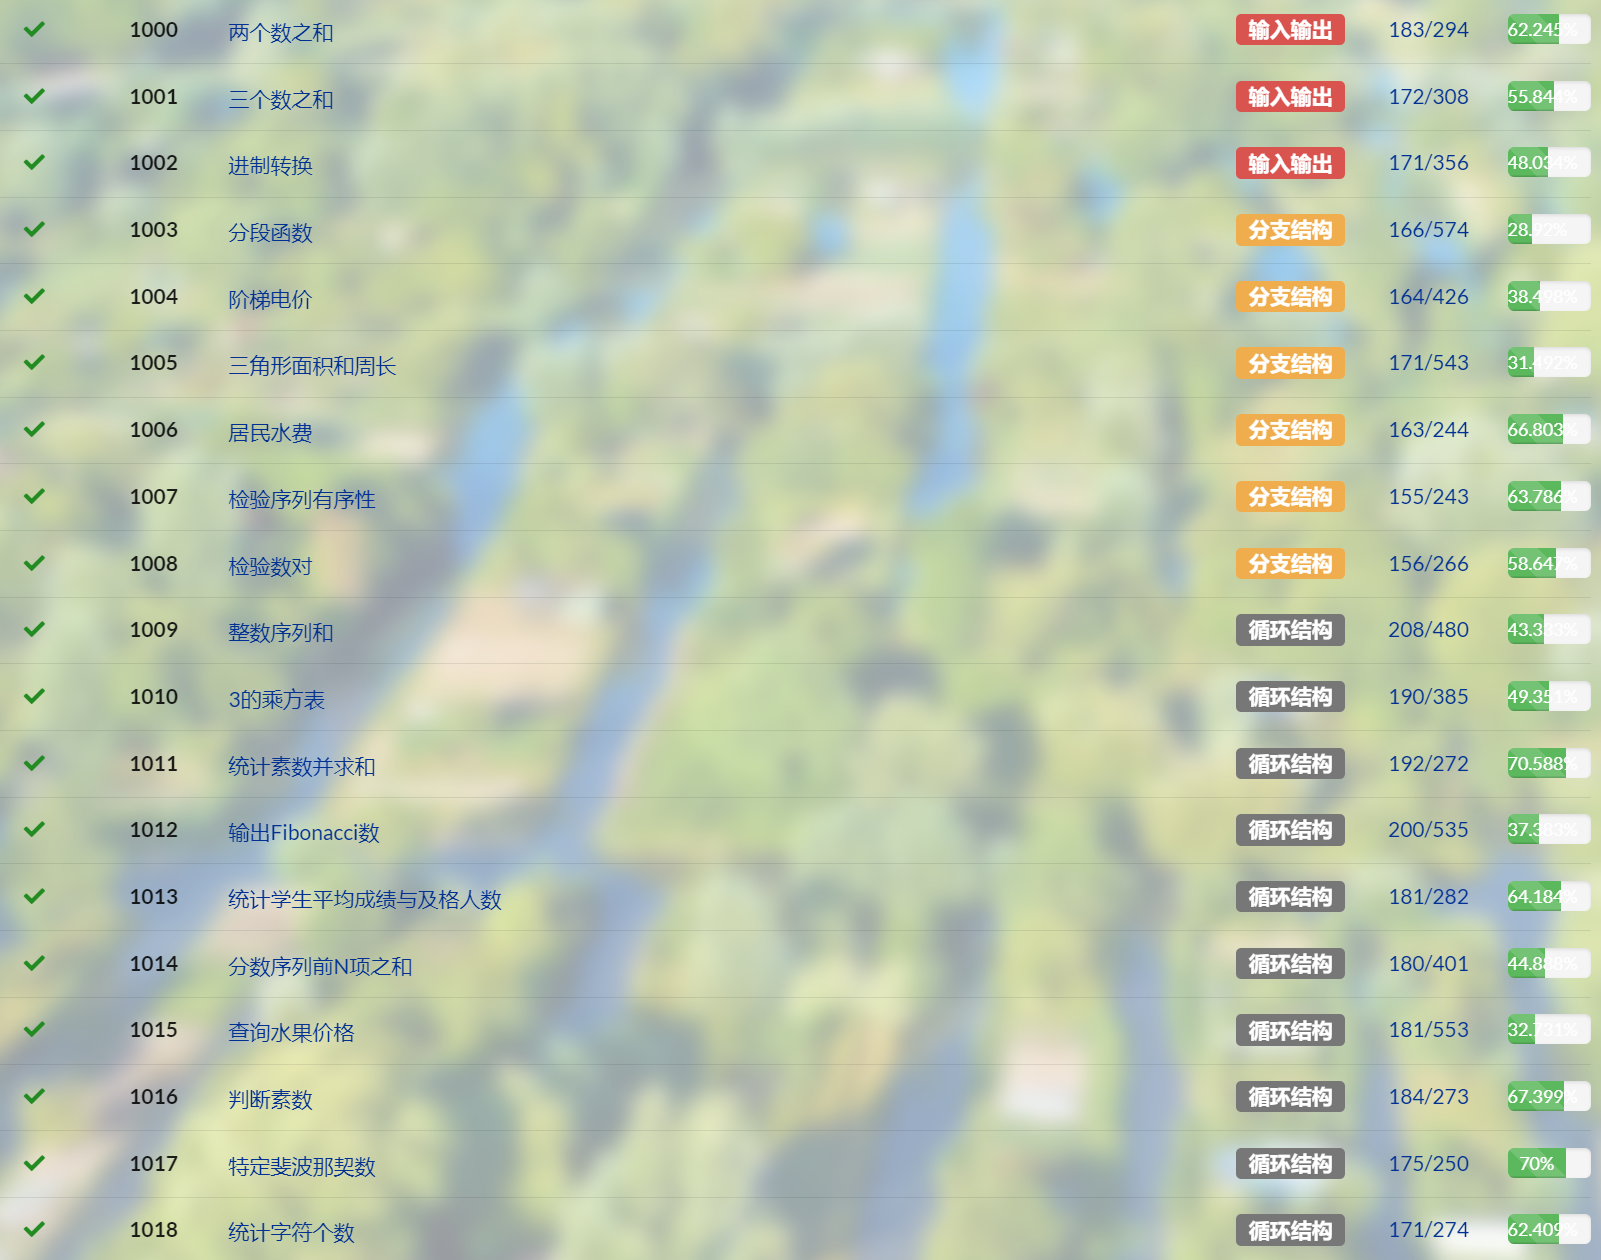 1000 两个数之和 输入输出 183/294 62.245%
1001 三个数之和 输入输出 172/308 55.844%
1002 进制转换 输入输出 171/356 48.034%
1003 分段函数 分支结构 166/574 28.92%
1004 阶梯电价 分支结构 164/426 38.498%
1005 三角形面积和周长 分支结构 171/543 31.492%
1006 居民水费 分支结构 163/244 66.803%
1007 检验序列有序性 分支结构 155/243 63.786%
1008 检验数对 分支结构 156/266 58.647%
1009 整数序列和 循环结构 208/480 43.333%
1010 3的乘方表 循环结构 190/385 49.351%
1011 统计素数并求和 循环结构 192/272 70.588%
1012 输出Fibonacci数 循环结构 200/535 37.383%
1013 统计学生平均成绩与及格人数 循环结构 181/282 64.184%
1014 分数序列前N项之和 循环结构 180/401 44.888%
1015 查询水果价格 循环结构 181/553 32.731%
1016 判断素数 循环结构 184/273 67.399%
1017 特定斐波那契数 循环结构 175/250 70%
1018 统计字符个数 循环结构 171/274 62.409%